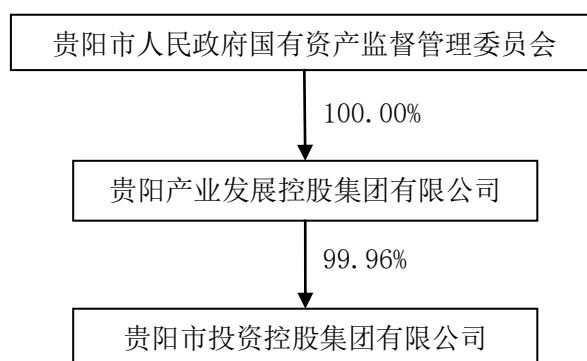 贵阳市人民政府国有资产监督管理委员会
100.00%
贵阳产业发展控股集团有限公司
99.96%
贵阳市投资控股集团有限公司